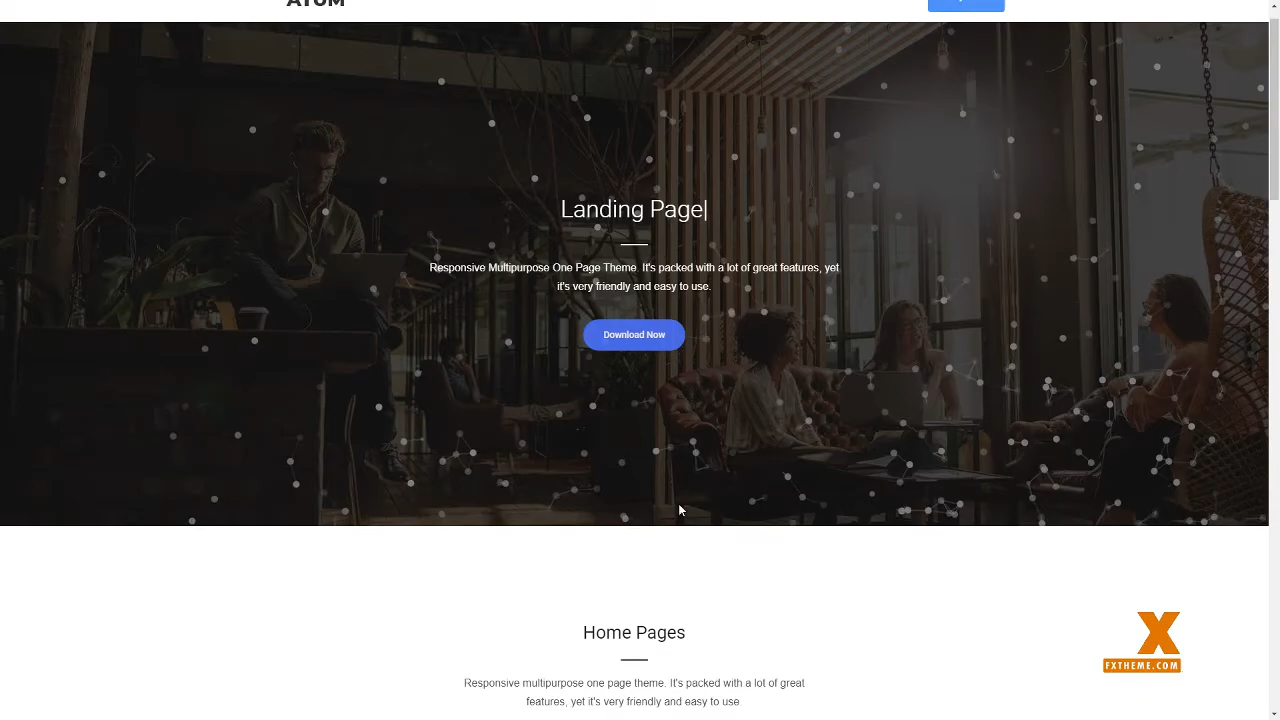 ATOM
Landing Page|
Responsive Multipurpose One Page Theme. It's packed with a lot of great features, yet
it's very friendly and easy to use.
Download Now
Home Pages
Responsive multipurpose one page theme. It's packed with a lot of great
features, yet it's very friendly and easy to use
X
FXTHEME.COM